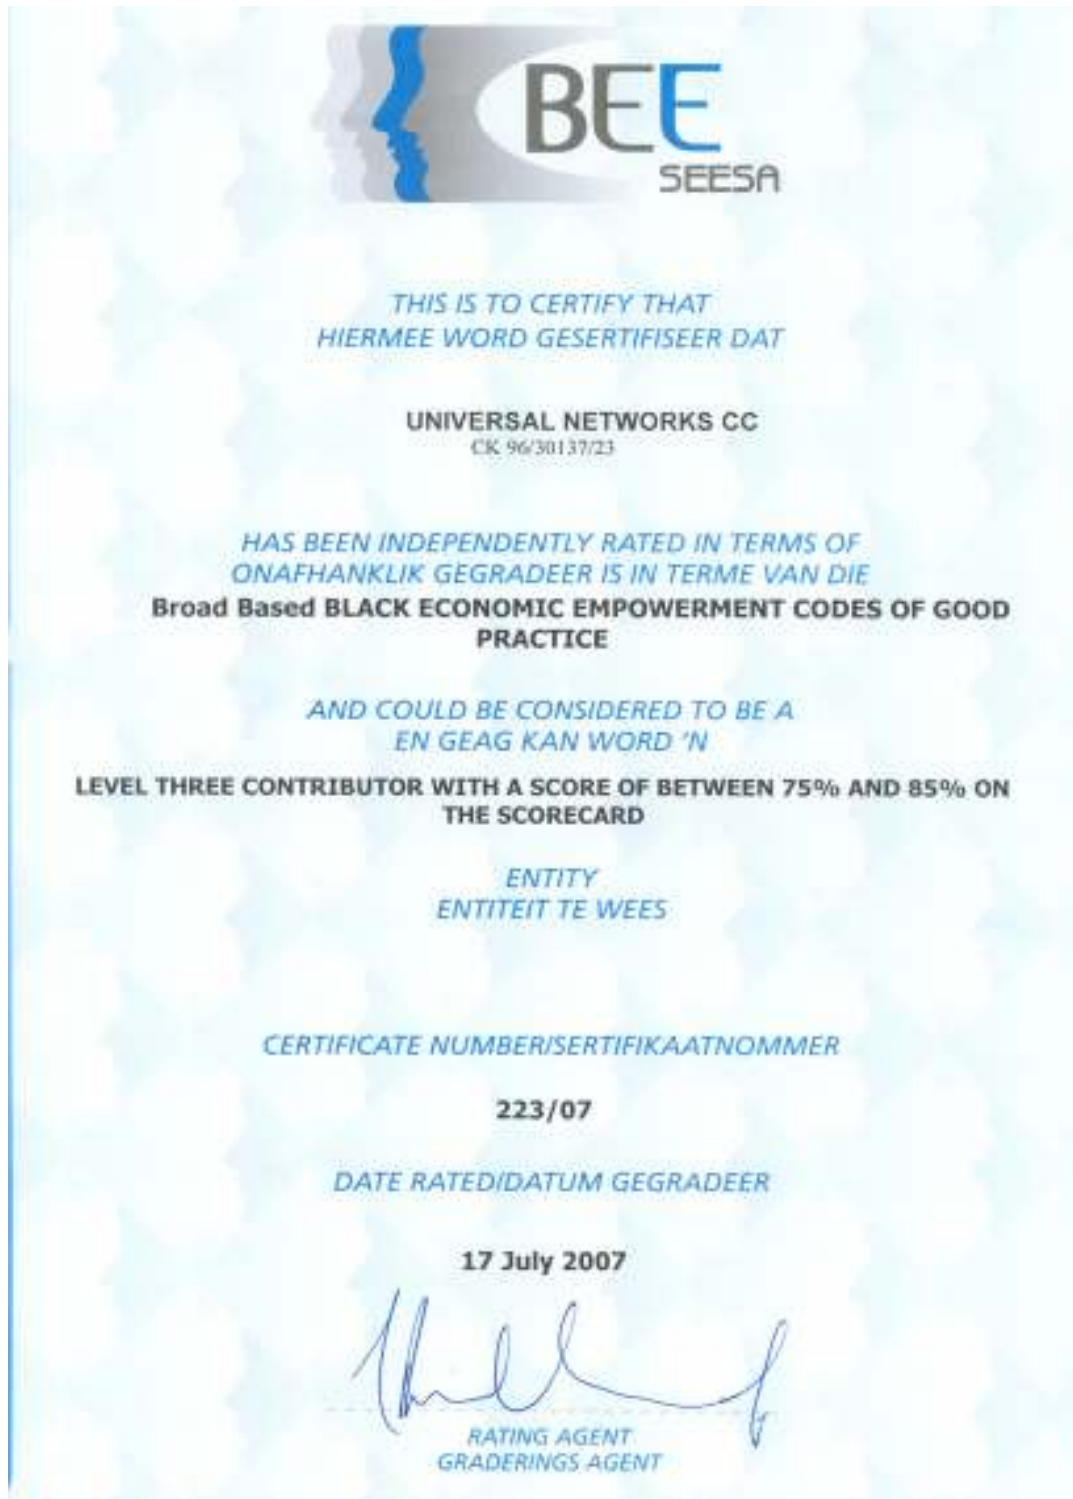 BEE
SEESA
THIS IS TO CERTIFY THAT
HIERMEE WORD GESERTIFISEER DAT
UNIVERSAL NETWORKS CC
CK 96/30137/23
HAS BEEN INDEPENDENTLY RATED IN TERMS OF
ONAFHANKLIK GEGRADEER IS IN TERME VAN DIE
Broad Based BLACK ECONOMIC EMPOWERMENT CODES OF GOOD
PRACTICE
AND COULD BE CONSIDERED TO BE A
EN GEAG KAN WORD 'N
LEVEL THREE CONTRIBUTOR WITH A SCORE OF BETWEEN 75% AND 85% ON
THE SCORECARD
ENTITY
ENTITEIT TE WEES
CERTIFICATE NUMBER/SERTIFIKAATNOMMER
223/07
DATE RATED/DATUM GEGRADEER
17 July 2007
RATING AGENT
GRADERINGS AGENT